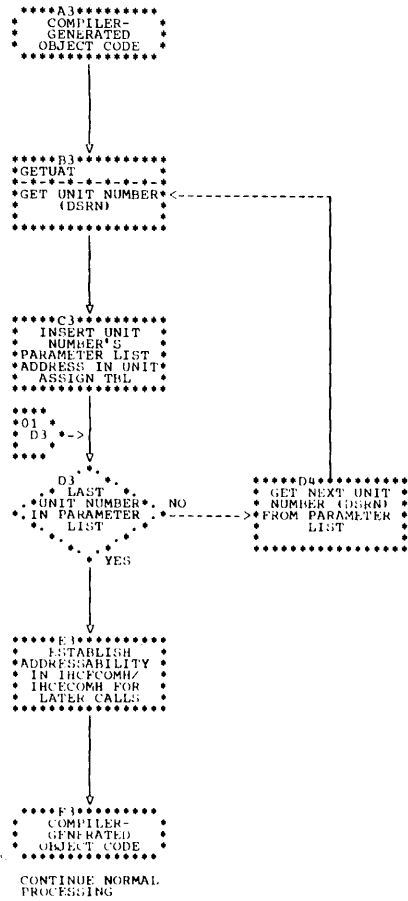 A3
COMPILER-
GENERATED
OBJECT CODE
B3
GETUAT
GET UNIT NUMBER
(DSRN)
C3
INSERT UNIT
NUMBER'S
PARAMETER LIST
ADDRESS IN UNIT
ASSIGN TBL
01
D3
D3
LAST
UNIT NUMBER
IN PARAMETER
LIST
NO
YES
D4
GET NEXT UNIT
NUMBER (DSRN)
FROM PARAMETER
LIST
E3
ESTABLISH
ADDRESSABILITY
IN IHCFCOMH/
IHCECOMH FOR
LATER CALLS
F3
COMPILER-
GENERATED
OBJECT CODE
CONTINUE NORMAL
PROCESSING